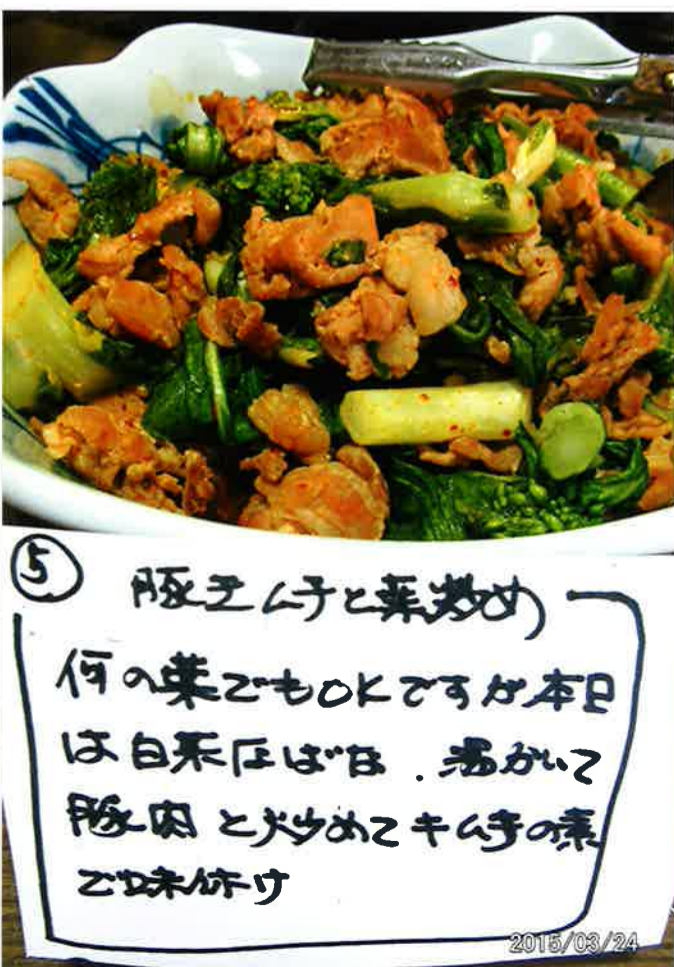 ⑤ 豚キムチと菜炒め
何の菜でもOKですが本日
は白菜なばな.湯がいて
豚肉と炒めてキムチの素
で味付け
2015/03/24